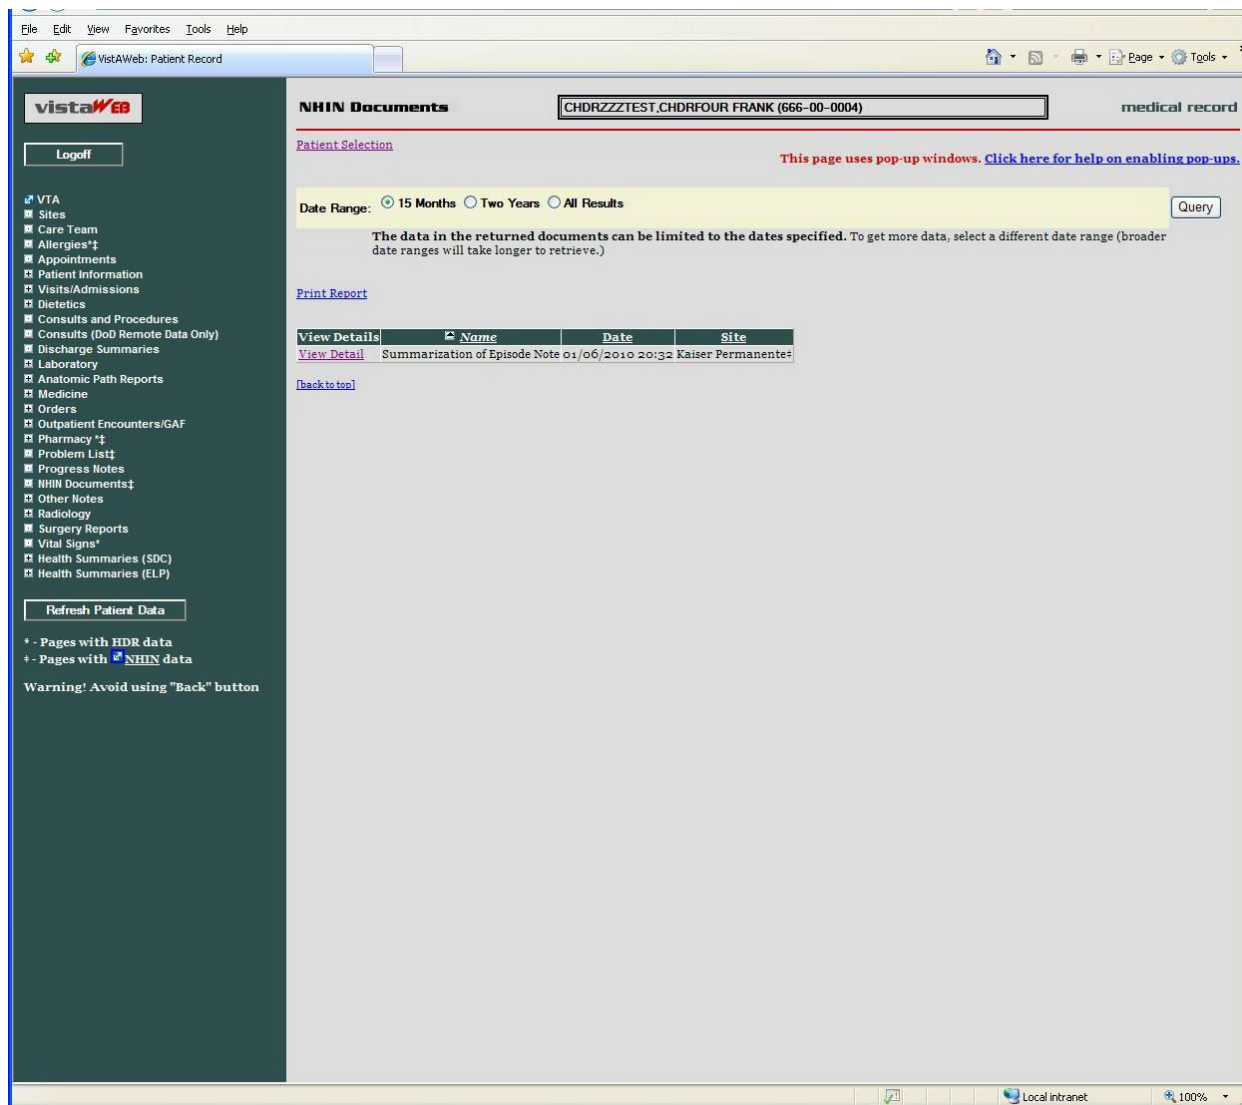 File Edit View Favorites Tools Help
VistAWeb: Patient Record
Page Tools
vistaWEB
NHIN Documents
CHDRZZZTEST,CHDRFOUR FRANK (666-00-0004)
medical record
Logoff
Patient Selection
This page uses pop-up windows. Click here for help on enabling pop-ups.
Date Range: 15 Months Two Years All Results
Query
The data in the returned documents can be limited to the dates specified. To get more data, select a different date range (broader
date ranges will take longer to retrieve.)
Print Report
View Details Name Date Site
View Detail Summarization of Episode Note 01/06/2010 20:32 Kaiser Permanente‡
[back to top]
VTA
Sites
Care Team
Allergies*‡
Appointments
Patient Information
Visits/Admissions
Dietetics
Consults and Procedures
Consults (DoD Remote Data Only)
Discharge Summaries
Laboratory
Anatomic Path Reports
Medicine
Orders
Outpatient Encounters/GAF
Pharmacy *‡
Problem List‡
Progress Notes
NHIN Documents‡
Other Notes
Radiology
Surgery Reports
Vital Signs*
Health Summaries (SDC)
Health Summaries (ELP)
Refresh Patient Data
* - Pages with HDR data
‡ - Pages with NHIN data
Warning! Avoid using "Back" button
Local intranet
100%